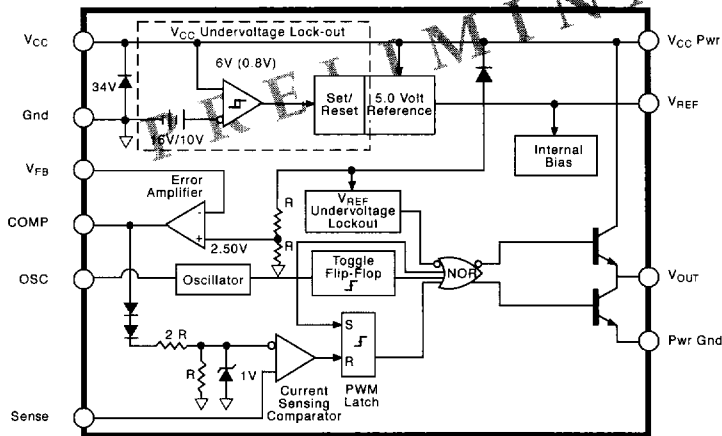 PRELIMIN
VCC
VCC Undervoltage Lock-out
VCC Pwr
6V (0.8V)
34V
Set/
Reset
5.0 Volt
Reference
VREF
Gnd
16V/10V
Internal
Bias
VFB
Error
Amplifier
R
VREF
Undervoltage
Lockout
COMP
-
+
2.50V
R
NOR
OSC
Oscillator
Toggle
Flip-Flop
VOUT
S
2 R
R
Pwr Gnd
R
1V
Current
Sensing
Comparator
PWM
Latch
Sense